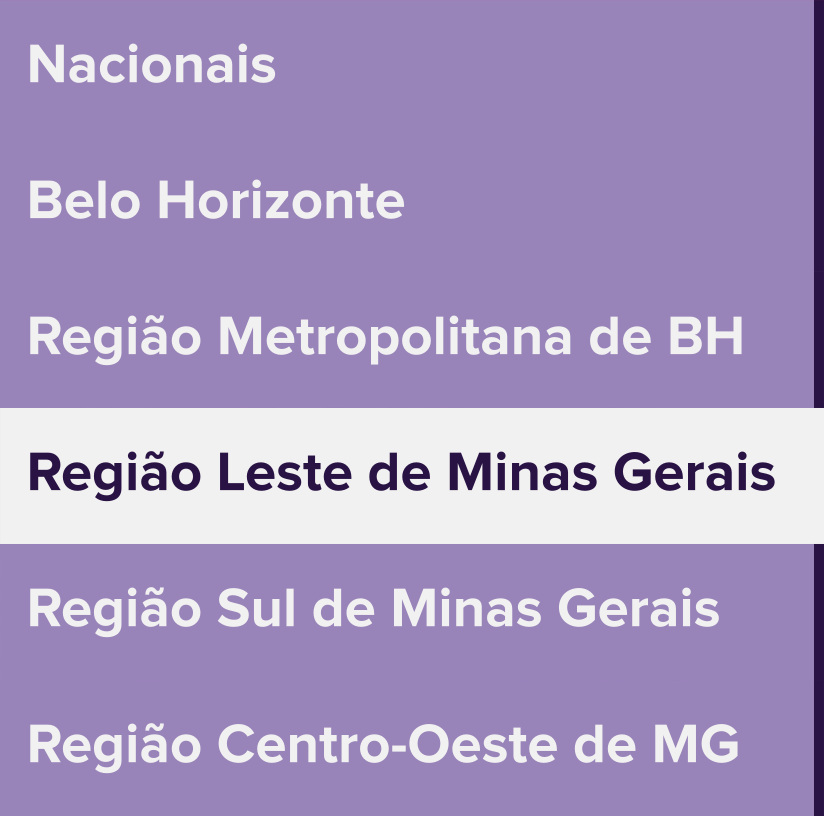 Nacionais
Belo Horizonte
Região Metropolitana de BH
Região Leste de Minas Gerais
Região Sul de Minas Gerais
Região Centro-Oeste de MG